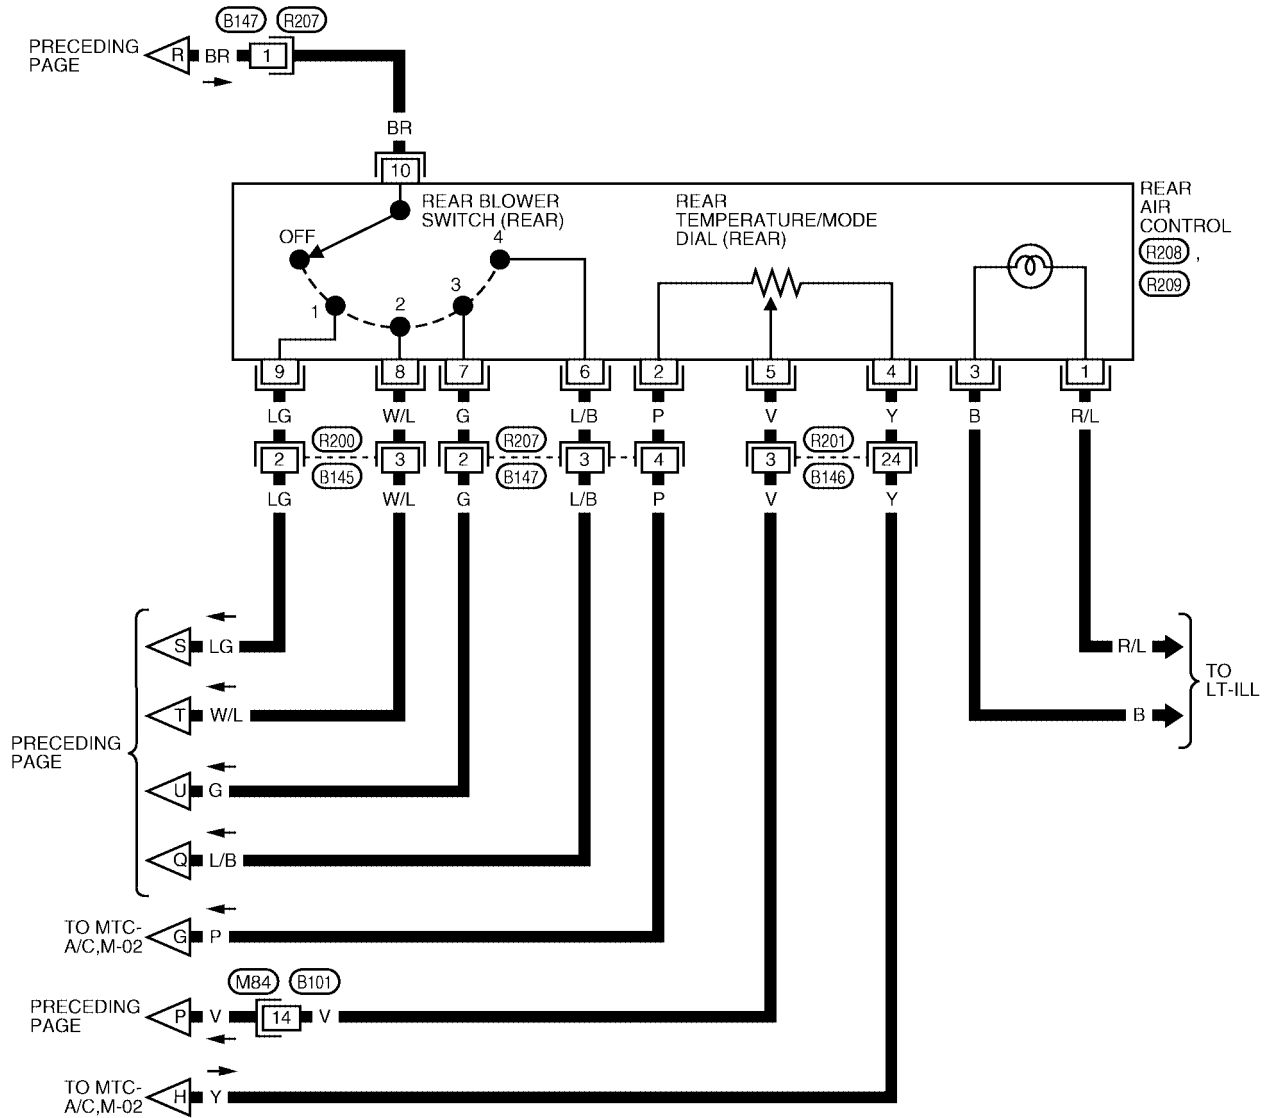 B147 R207
PRECEDING
PAGE
R BR 1
BR
10
REAR BLOWER
SWITCH (REAR)
REAR
TEMPERATURE/MODE
DIAL (REAR)
REAR
AIR
CONTROL
R208 ,
R209
OFF
1
2
3
4
9 8 7 6 2 5 4 3 1
LG W/L G L/B P V Y B R/L
R200 R207 R201
2 3 2 3 4 3 24
B145 B147 B146
LG W/L G L/B P V Y
PRECEDING
PAGE
S LG
T W/L
U G
Q L/B
R/L
B
TO
LT-ILL
TO MTC-
A/C,M-02
G P
M84 B101
PRECEDING
PAGE
P V 14 V
TO MTC-
A/C,M-02
H Y